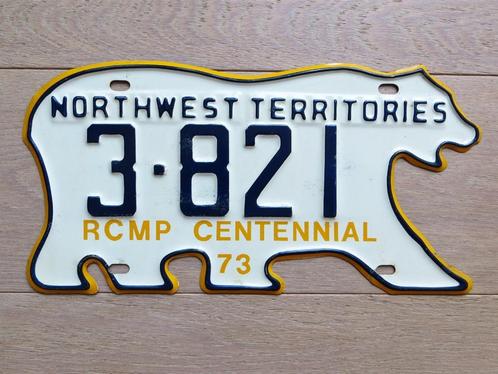 NORTHWEST TERRITORIES
3·821
RCMP CENTENNIAL
73